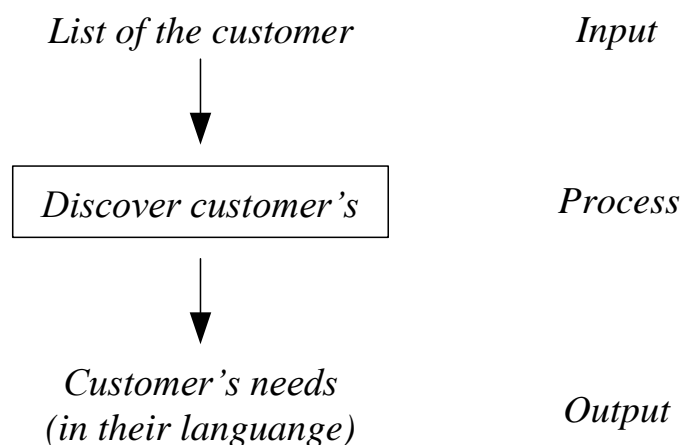 List of the customer Input
Discover customer’s Process
Customer’s needs
(in their languange) Output